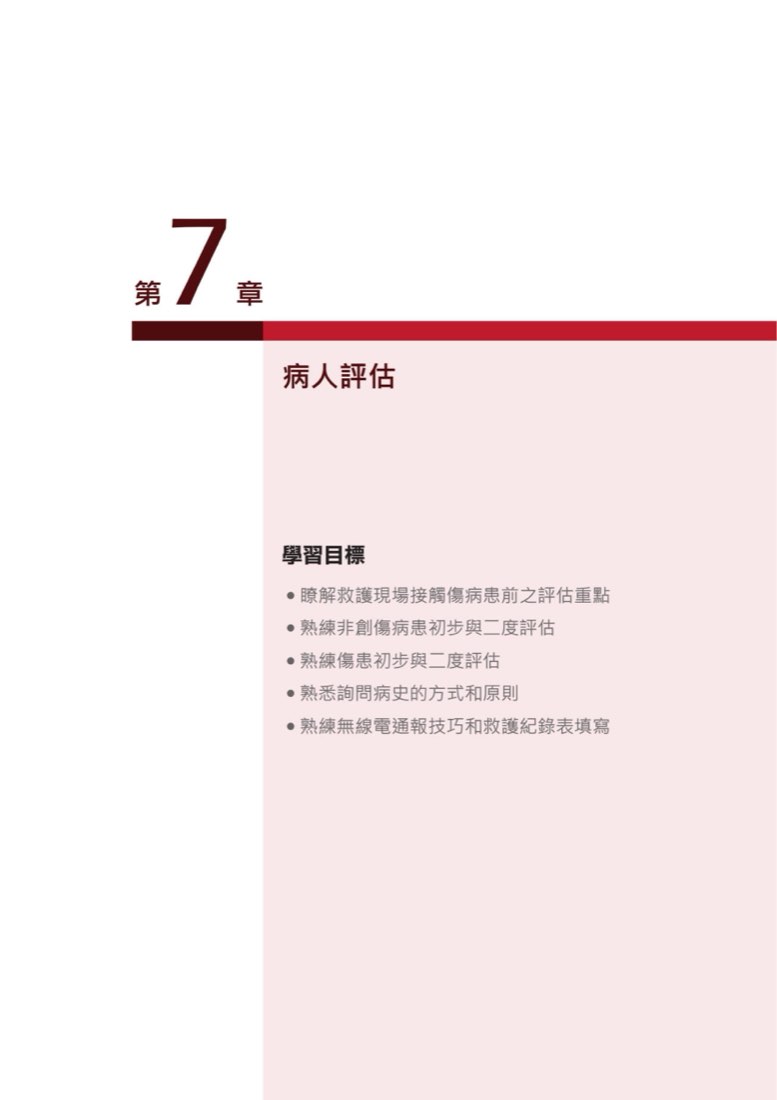 第7章
病人評估
學習目標
●瞭解救護現場接觸傷病患前之評估重點
●熟練非創傷病患初步與二度評估
●熟練傷患初步與二度評估
●熟悉詢問病史的方式和原則
●熟練無線電通報技巧和救護紀錄表填寫